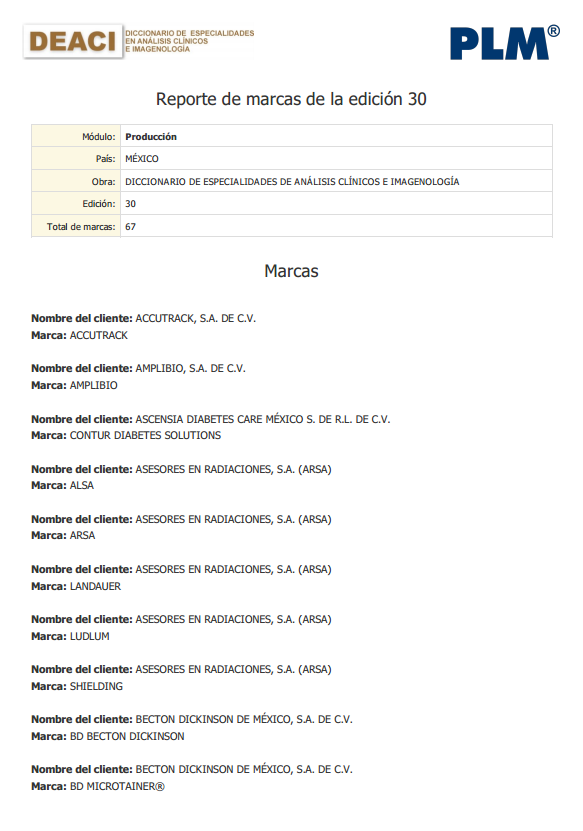 DEACI
DICCIONARIO DE ESPECIALIDADES
EN ANÁLISIS CLÍNICOS
E IMAGENOLOGÍA
PLM®
Reporte de marcas de la edición 30
Módulo: Producción
País: MÉXICO
Obra: DICCIONARIO DE ESPECIALIDADES DE ANÁLISIS CLÍNICOS E IMAGENOLOGÍA
Edición: 30
Total de marcas: 67
Marcas
Nombre del cliente: ACCUTRACK, S.A. DE C.V.
Marca: ACCUTRACK
Nombre del cliente: AMPLIBIO, S.A. DE C.V.
Marca: AMPLIBIO
Nombre del cliente: ASCENSIA DIABETES CARE MÉXICO S. DE R.L. DE C.V.
Marca: CONTUR DIABETES SOLUTIONS
Nombre del cliente: ASESORES EN RADIACIONES, S.A. (ARSA)
Marca: ALSA
Nombre del cliente: ASESORES EN RADIACIONES, S.A. (ARSA)
Marca: ARSA
Nombre del cliente: ASESORES EN RADIACIONES, S.A. (ARSA)
Marca: LANDAUER
Nombre del cliente: ASESORES EN RADIACIONES, S.A. (ARSA)
Marca: LUDLUM
Nombre del cliente: ASESORES EN RADIACIONES, S.A. (ARSA)
Marca: SHIELDING
Nombre del cliente: BECTON DICKINSON DE MÉXICO, S.A. DE C.V.
Marca: BD BECTON DICKINSON
Nombre del cliente: BECTON DICKINSON DE MÉXICO, S.A. DE C.V.
Marca: BD MICROTAINER®